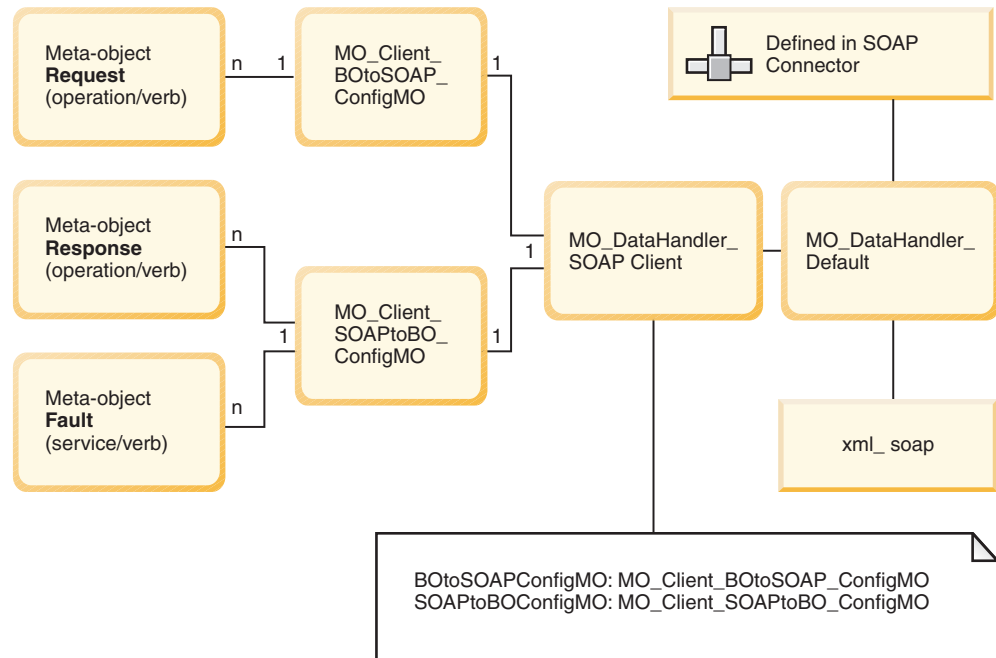 Meta-object
Request
(operation/verb)
n
1
MO_Client_
BOtoSOAP_
ConfigMO
1
Defined in SOAP
Connector
Meta-object
Response
(operation/verb)
n
1
MO_Client_
SOAPtoBO_
ConfigMO
1
1
MO_DataHandler_
SOAP Client
MO_DataHandler_
Default
Meta-object
Fault
(service/verb)
n
xml_ soap
BOtoSOAPConfigMO: MO_Client_BOtoSOAP_ConfigMO
SOAPtoBOConfigMO: MO_Client_SOAPtoBO_ConfigMO